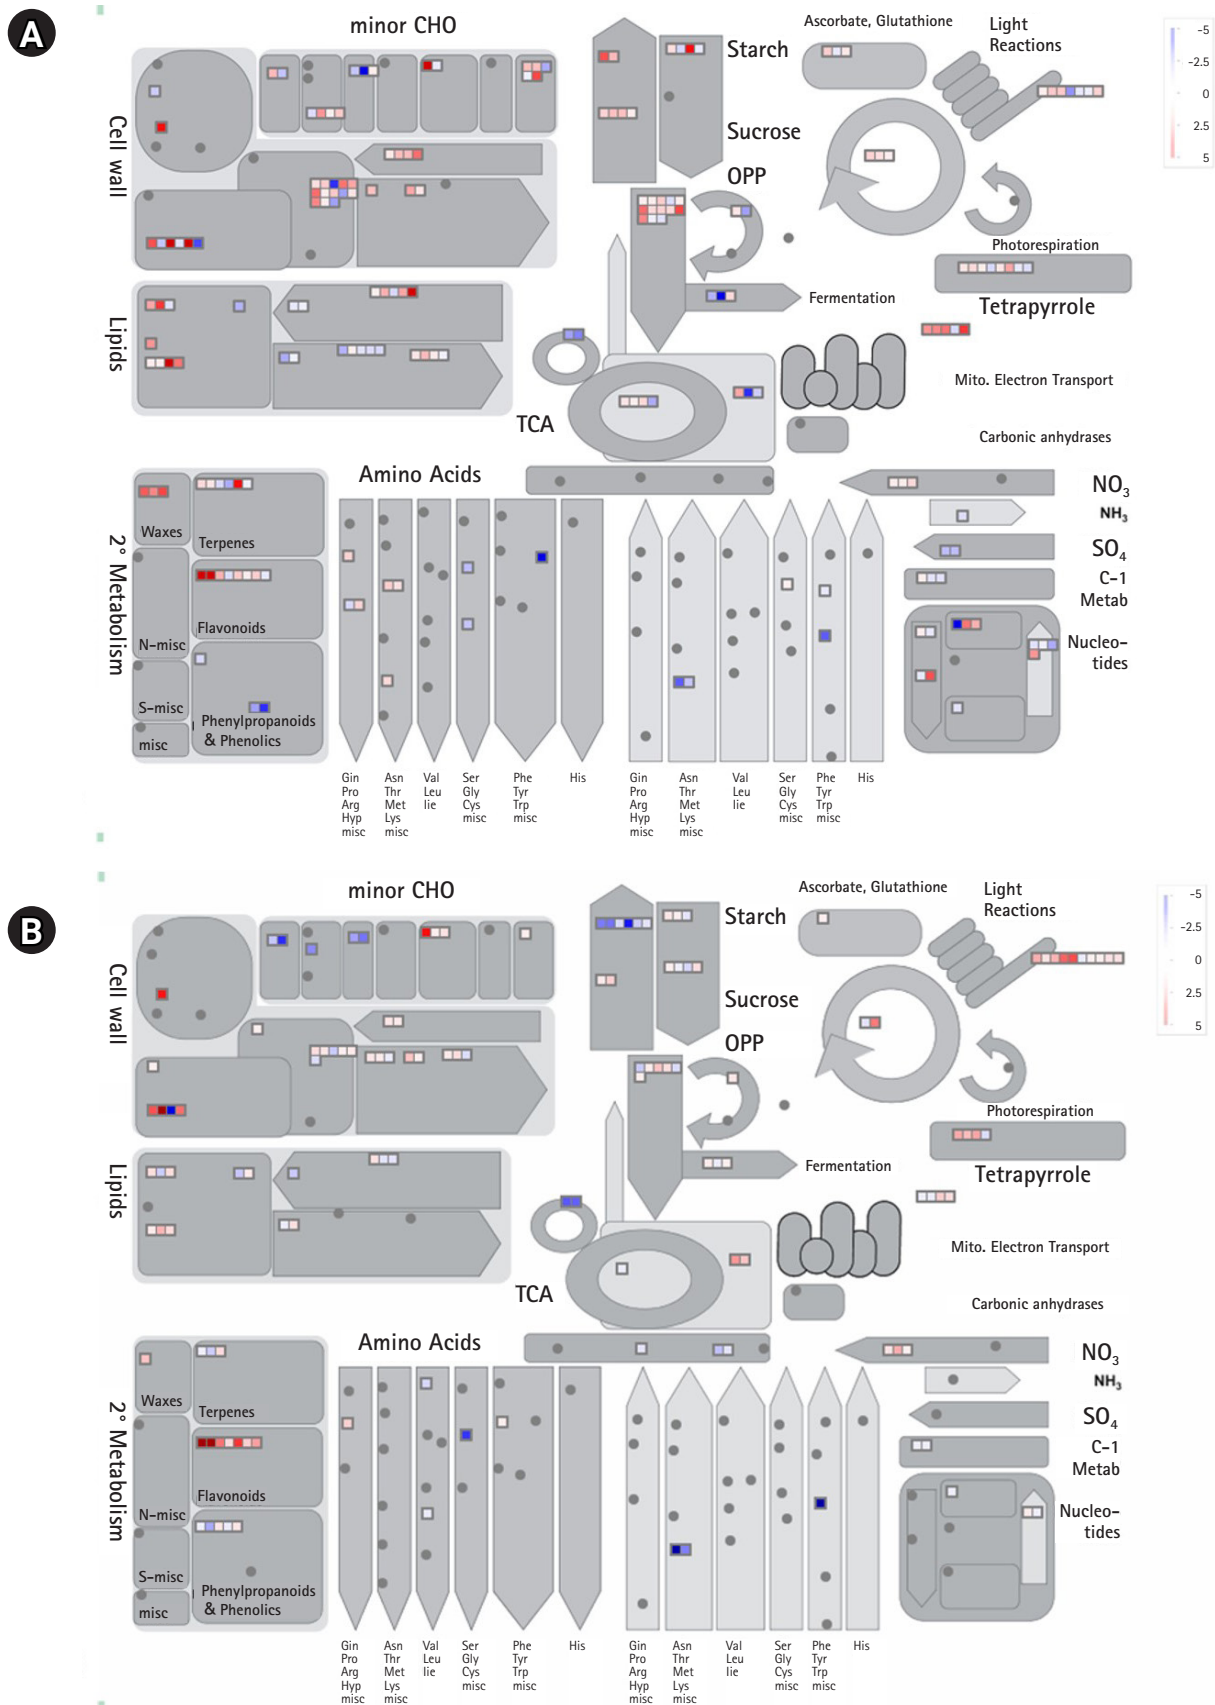 A
minor CHO
Ascorbate, Glutathione
Light
Reactions
-5
-2.5
0
2.5
5
Starch
Sucrose
OPP
Cell wall
Photorespiration
Fermentation
Tetrapyrrole
Lipids
Mito. Electron Transport
TCA
Carbonic anhydrases
Amino Acids
NO3
NH3
SO4
C-1
Metab
Nucleo-
tides
2° Metabolism
Waxes
Terpenes
Flavonoids
N-misc
S-misc
Phenylpropanoids
& Phenolics
misc
Gin
Pro
Arg
Hyp
misc
Asn
Thr
Met
Lys
misc
Val
Leu
lie
Ser
Gly
Cys
misc
Phe
Tyr
Trp
misc
His
Gin
Pro
Arg
Hyp
misc
Asn
Thr
Met
Lys
misc
Val
Leu
lie
Ser
Gly
Cys
misc
Phe
Tyr
Trp
misc
His
B
minor CHO
Ascorbate, Glutathione
Light
Reactions
-5
-2.5
0
2.5
5
Starch
Sucrose
OPP
Cell wall
Photorespiration
Fermentation
Tetrapyrrole
Lipids
Mito. Electron Transport
TCA
Carbonic anhydrases
Amino Acids
NO3
NH3
SO4
C-1
Metab
Nucleo-
tides
2° Metabolism
Waxes
Terpenes
Flavonoids
N-misc
S-misc
Phenylpropanoids
& Phenolics
misc
Gin
Pro
Arg
Hyp
misc
Asn
Thr
Met
Lys
misc
Val
Leu
lie
Ser
Gly
Cys
misc
Phe
Tyr
Trp
misc
His
Gin
Pro
Arg
Hyp
misc
Asn
Thr
Met
Lys
misc
Val
Leu
lie
Ser
Gly
Cys
misc
Phe
Tyr
Trp
misc
His